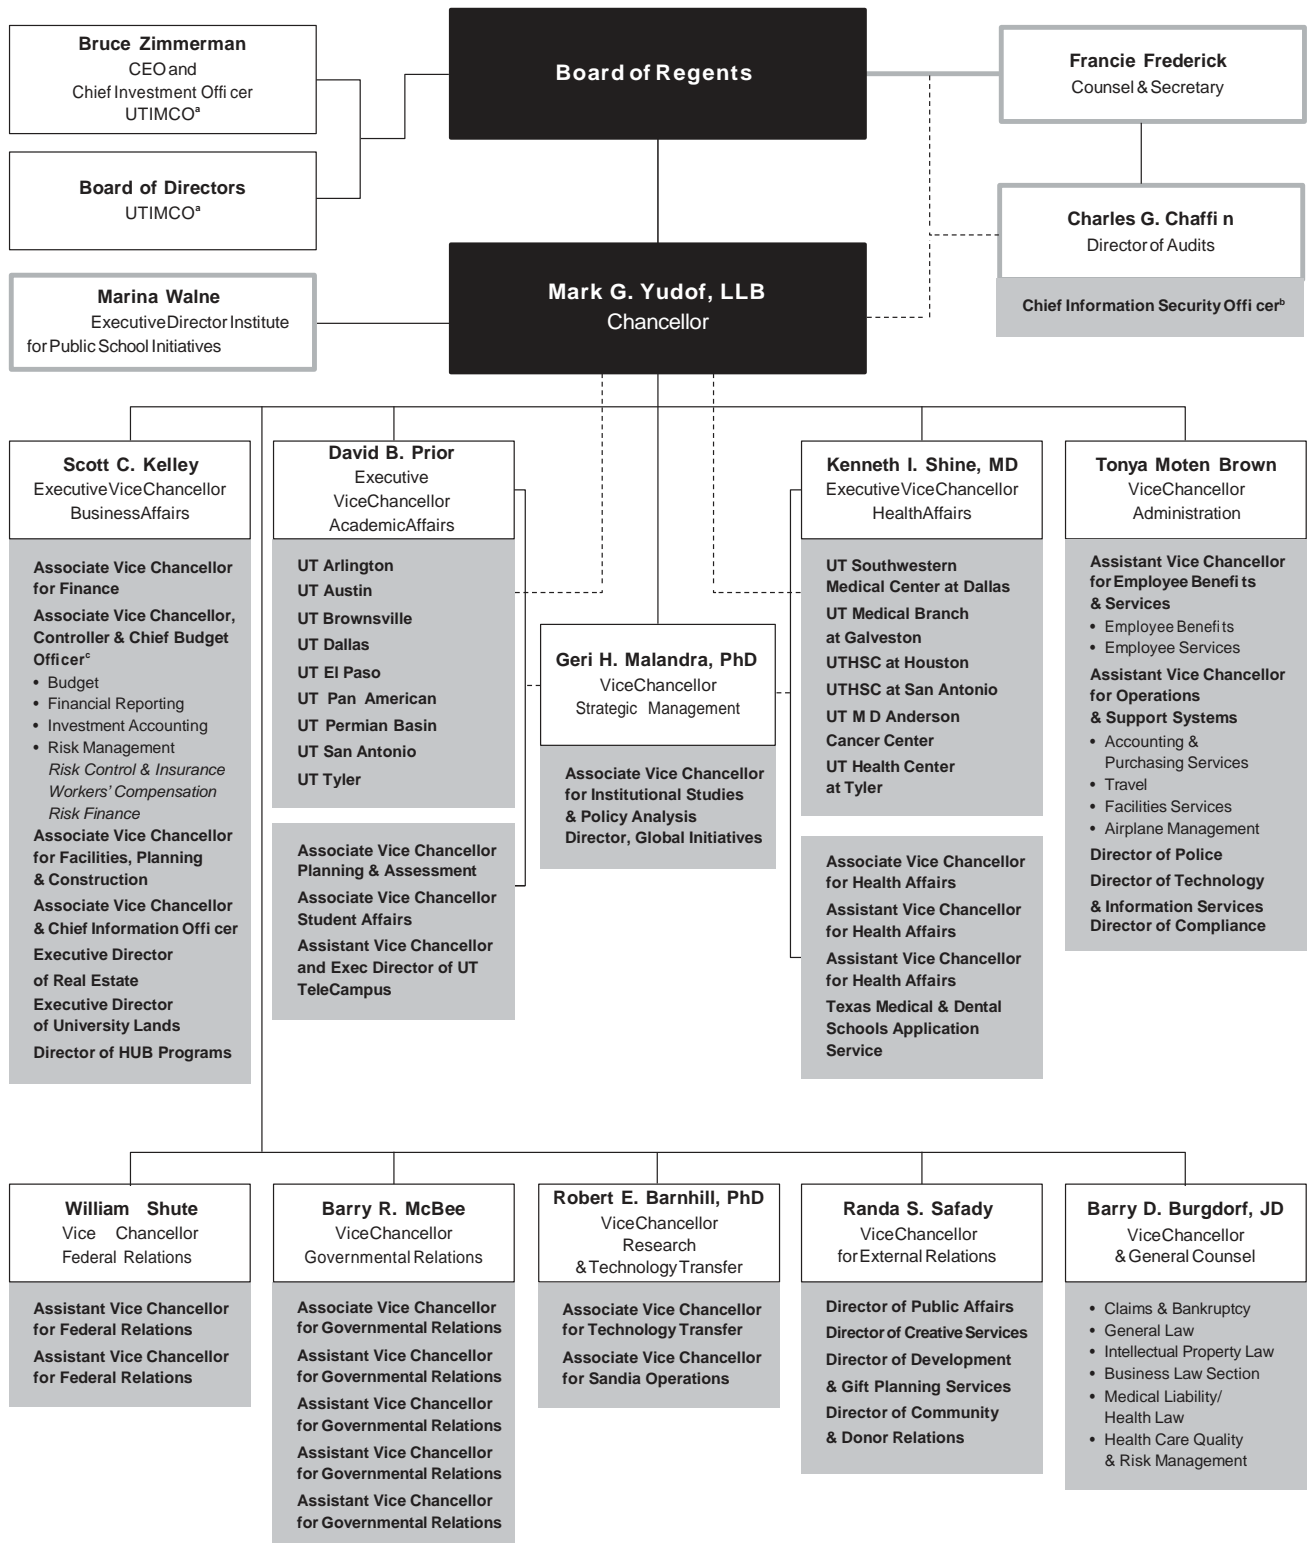 Bruce Zimmerman
CEO and
Chief Investment Officer
UTIMCOᵃ
Board of Directors
UTIMCOᵃ
Marina Walne
Executive Director Institute
for Public School Initiatives
Board of Regents
Mark G. Yudof, LLB
Chancellor
Francie Frederick
Counsel & Secretary
Charles G. Chaffin
Director of Audits
Chief Information Security Officerᵇ
Scott C. Kelley
Executive Vice Chancellor
Business Affairs
Associate Vice Chancellor
for Finance
Associate Vice Chancellor,
Controller & Chief Budget
Officerᶜ
• Budget
• Financial Reporting
• Investment Accounting
• Risk Management
Risk Control & Insurance
Workers' Compensation
Risk Finance
Associate Vice Chancellor
for Facilities, Planning
& Construction
Associate Vice Chancellor
& Chief Information Officer
Executive Director
of Real Estate
Executive Director
of University Lands
Director of HUB Programs
David B. Prior
Executive
Vice Chancellor
Academic Affairs
UT Arlington
UT Austin
UT Brownsville
UT Dallas
UT El Paso
UT Pan American
UT Permian Basin
UT San Antonio
UT Tyler
Associate Vice Chancellor
Planning & Assessment
Associate Vice Chancellor
Student Affairs
Assistant Vice Chancellor
and Exec Director of UT
TeleCampus
Geri H. Malandra, PhD
Vice Chancellor
Strategic Management
Associate Vice Chancellor
for Institutional Studies
& Policy Analysis
Director, Global Initiatives
Kenneth I. Shine, MD
Executive Vice Chancellor
Health Affairs
UT Southwestern
Medical Center at Dallas
UT Medical Branch
at Galveston
UTHSC at Houston
UTHSC at San Antonio
UT M D Anderson
Cancer Center
UT Health Center
at Tyler
Associate Vice Chancellor
for Health Affairs
Assistant Vice Chancellor
for Health Affairs
Assistant Vice Chancellor
for Health Affairs
Texas Medical & Dental
Schools Application
Service
Tonya Moten Brown
Vice Chancellor
Administration
Assistant Vice Chancellor
for Employee Benefits
& Services
• Employee Benefits
• Employee Services
Assistant Vice Chancellor
for Operations
& Support Systems
• Accounting &
Purchasing Services
• Travel
• Facilities Services
• Airplane Management
Director of Police
Director of Technology
& Information Services
Director of Compliance
William Shute
Vice Chancellor
Federal Relations
Assistant Vice Chancellor
for Federal Relations
Assistant Vice Chancellor
for Federal Relations
Barry R. McBee
Vice Chancellor
Governmental Relations
Associate Vice Chancellor
for Governmental Relations
Assistant Vice Chancellor
for Governmental Relations
Assistant Vice Chancellor
for Governmental Relations
Assistant Vice Chancellor
for Governmental Relations
Assistant Vice Chancellor
for Governmental Relations
Robert E. Barnhill, PhD
Vice Chancellor
Research
& Technology Transfer
Associate Vice Chancellor
for Technology Transfer
Associate Vice Chancellor
for Sandia Operations
Randa S. Safady
Vice Chancellor
for External Relations
Director of Public Affairs
Director of Creative Services
Director of Development
& Gift Planning Services
Director of Community
& Donor Relations
Barry D. Burgdorf, JD
Vice Chancellor
& General Counsel
• Claims & Bankruptcy
• General Law
• Intellectual Property Law
• Business Law Section
• Medical Liability/
Health Law
• Health Care Quality
& Risk Management